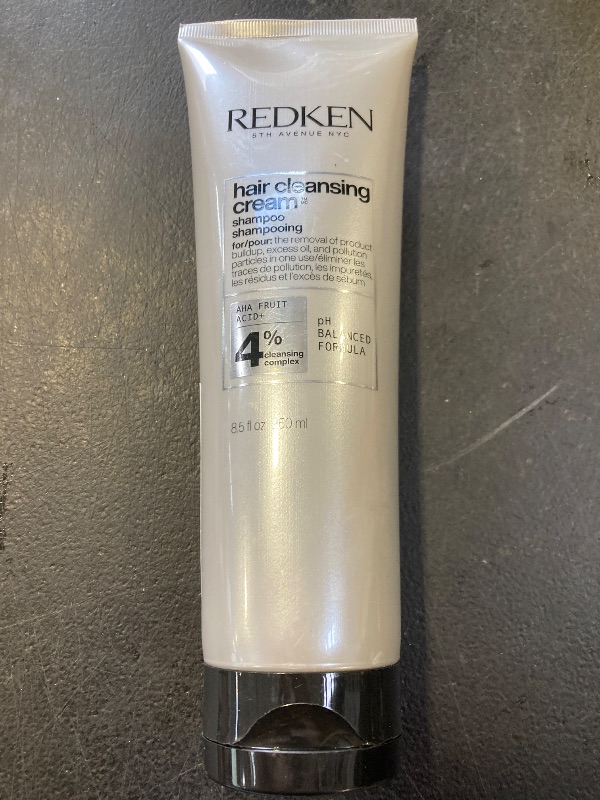 REDKEN
5TH AVENUE NYC
hair cleansing
cream
shampoo
shampooing
for/pour: the removal of product
buildup, excess oil, and pollution
particles in one use/éliminer les
traces de pollution, les impuretés,
les résidus et l'excès de sébum
AHA FRUIT
ACID+
4%
cleansing
complex
pH
BALANCED
FORMULA
8.5 fl oz 250 ml